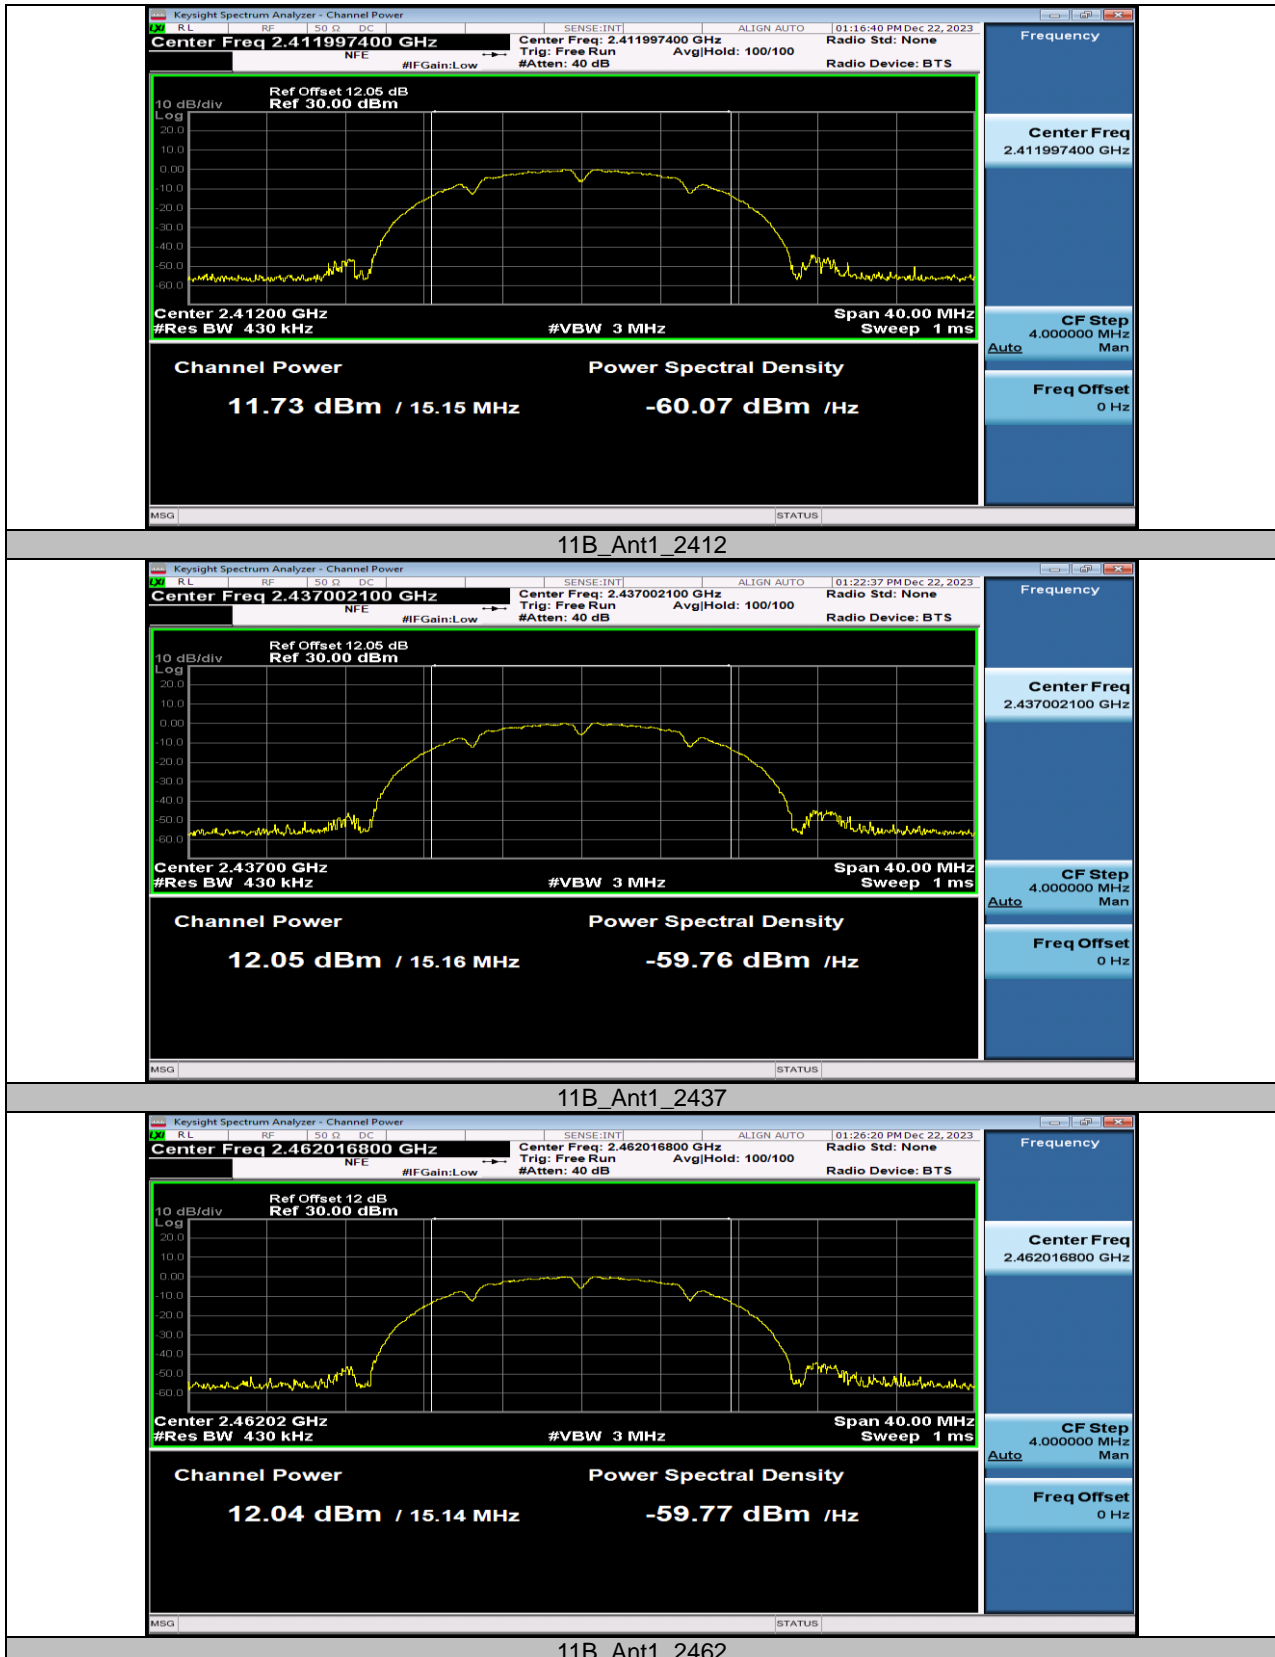 Keysight Spectrum Analyzer - Channel Power
LXI RL RF 50 Ω DC SENSE:INT ALIGN AUTO 01:16:40 PM Dec 22, 2023
Center Freq 2.411997400 GHz Center Freq: 2.411997400 GHz Radio Std: None Frequency
NFE Trig: Free Run Avg|Hold: 100/100
#IFGain:Low #Atten: 40 dB Radio Device: BTS
Ref Offset 12.05 dB
10 dB/div Ref 30.00 dBm
Log
20.0
10.0
0.00
-10.0
-20.0
-30.0
-40.0
-50.0
-60.0
Center 2.41200 GHz Span 40.00 MHz
#Res BW 430 kHz #VBW 3 MHz Sweep 1 ms
Center Freq
2.411997400 GHz
CF Step
4.000000 MHz
Auto Man
Freq Offset
0 Hz
Channel Power Power Spectral Density
11.73 dBm / 15.15 MHz -60.07 dBm /Hz
MSG STATUS
11B_Ant1_2412
Keysight Spectrum Analyzer - Channel Power
LXI RL RF 50 Ω DC SENSE:INT ALIGN AUTO 01:22:37 PM Dec 22, 2023
Center Freq 2.437002100 GHz Center Freq: 2.437002100 GHz Radio Std: None Frequency
NFE Trig: Free Run Avg|Hold: 100/100
#IFGain:Low #Atten: 40 dB Radio Device: BTS
Ref Offset 12.05 dB
10 dB/div Ref 30.00 dBm
Log
20.0
10.0
0.00
-10.0
-20.0
-30.0
-40.0
-50.0
-60.0
Center 2.43700 GHz Span 40.00 MHz
#Res BW 430 kHz #VBW 3 MHz Sweep 1 ms
Center Freq
2.437002100 GHz
CF Step
4.000000 MHz
Auto Man
Freq Offset
0 Hz
Channel Power Power Spectral Density
12.05 dBm / 15.16 MHz -59.76 dBm /Hz
MSG STATUS
11B_Ant1_2437
Keysight Spectrum Analyzer - Channel Power
LXI RL RF 50 Ω DC SENSE:INT ALIGN AUTO 01:26:20 PM Dec 22, 2023
Center Freq 2.462016800 GHz Center Freq: 2.462016800 GHz Radio Std: None Frequency
NFE Trig: Free Run Avg|Hold: 100/100
#IFGain:Low #Atten: 40 dB Radio Device: BTS
Ref Offset 12 dB
10 dB/div Ref 30.00 dBm
Log
20.0
10.0
0.00
-10.0
-20.0
-30.0
-40.0
-50.0
-60.0
Center 2.46202 GHz Span 40.00 MHz
#Res BW 430 kHz #VBW 3 MHz Sweep 1 ms
Center Freq
2.462016800 GHz
CF Step
4.000000 MHz
Auto Man
Freq Offset
0 Hz
Channel Power Power Spectral Density
12.04 dBm / 15.14 MHz -59.77 dBm /Hz
MSG STATUS
11B_Ant1_2462